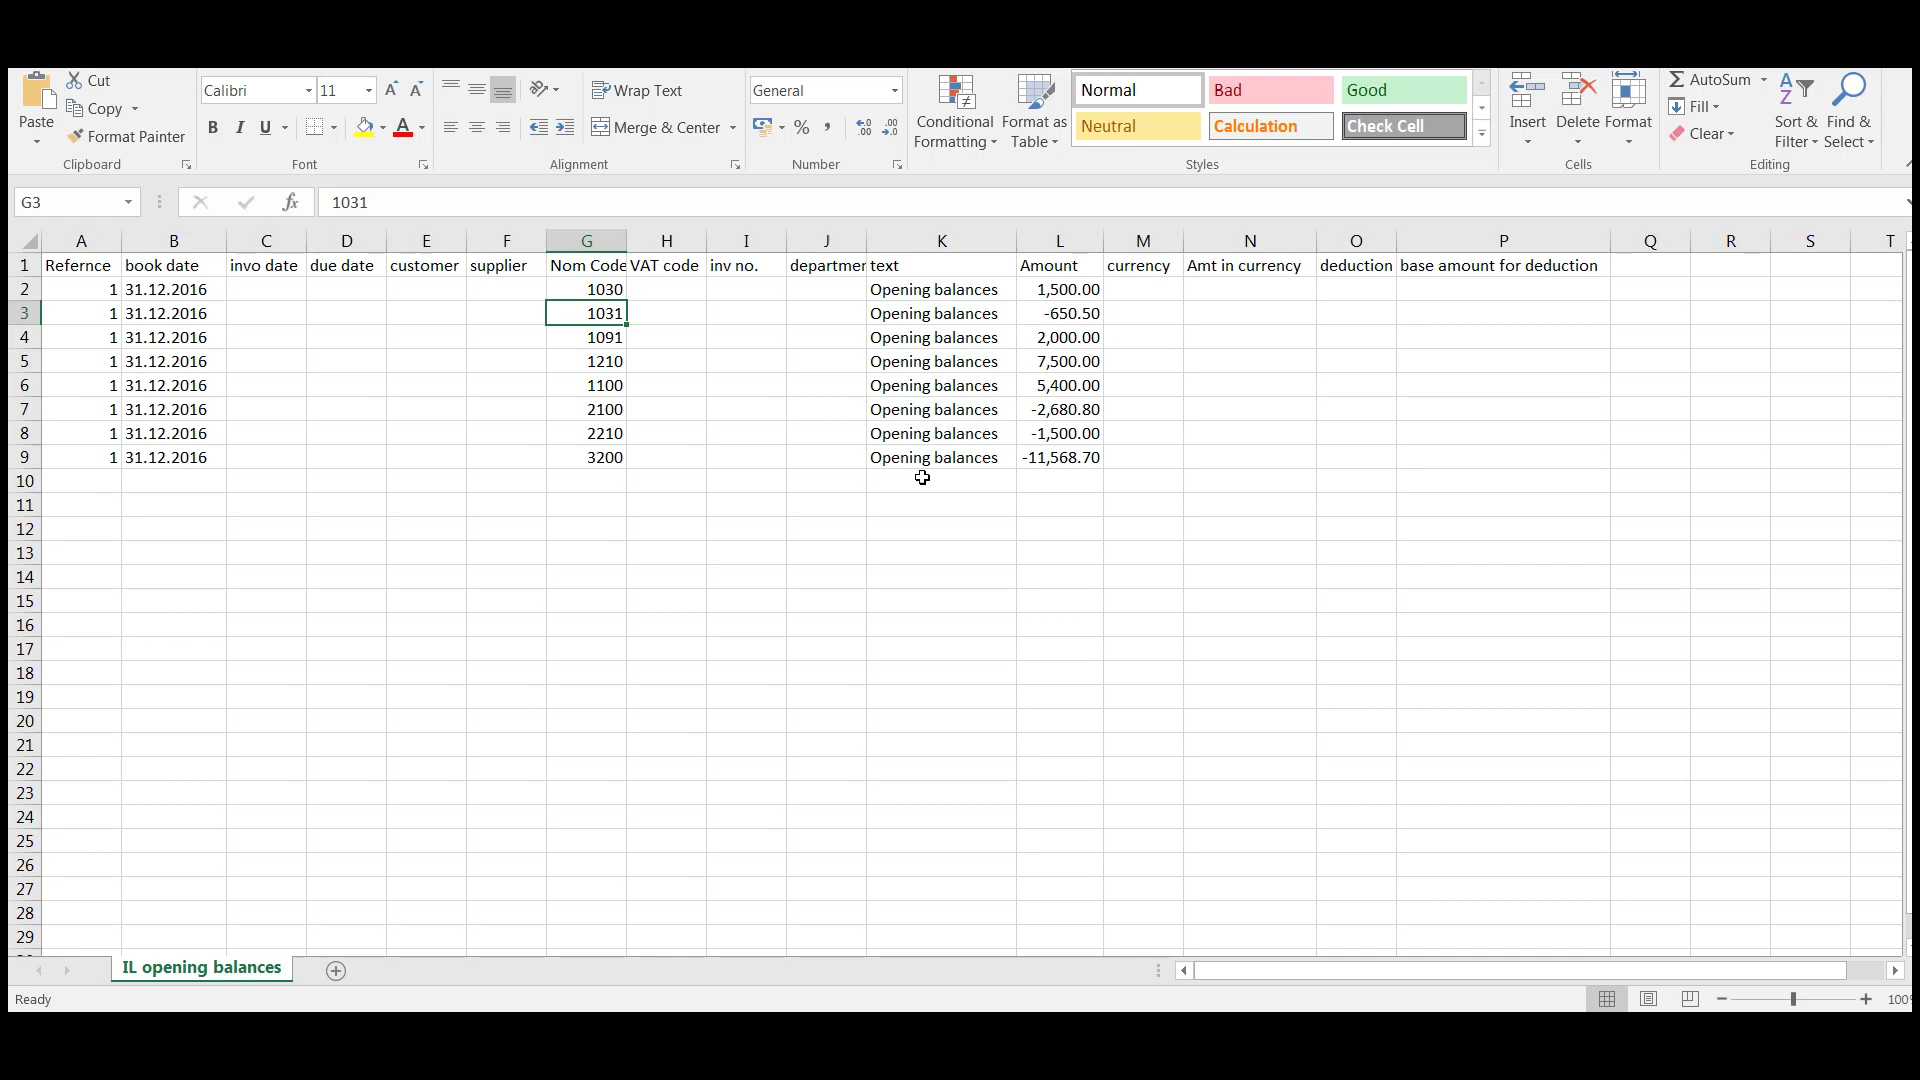 Cut
Calibri 11 Wrap Text General Normal Bad Good AutoSum
Copy Fill
Paste Format Painter B I U A Merge & Center % , Conditional Format as Neutral Calculation Check Cell Insert Delete Format Clear Sort & Find &
Formatting Table Filter Select
Clipboard Font Alignment Number Styles Cells Editing
G3 fx 1031
A B C D E F G H I J K L M N O P Q R S T
1 Refernce book date invo date due date customer supplier Nom Code VAT code inv no. departmer text Amount currency Amt in currency deduction base amount for deduction
2 1 31.12.2016 1030 Opening balances 1,500.00
3 1 31.12.2016 1031 Opening balances -650.50
4 1 31.12.2016 1091 Opening balances 2,000.00
5 1 31.12.2016 1210 Opening balances 7,500.00
6 1 31.12.2016 1100 Opening balances 5,400.00
7 1 31.12.2016 2100 Opening balances -2,680.80
8 1 31.12.2016 2210 Opening balances -1,500.00
9 1 31.12.2016 3200 Opening balances -11,568.70
10
11
12
13
14
15
16
17
18
19
20
21
22
23
24
25
26
27
28
29
IL opening balances
Ready 100%